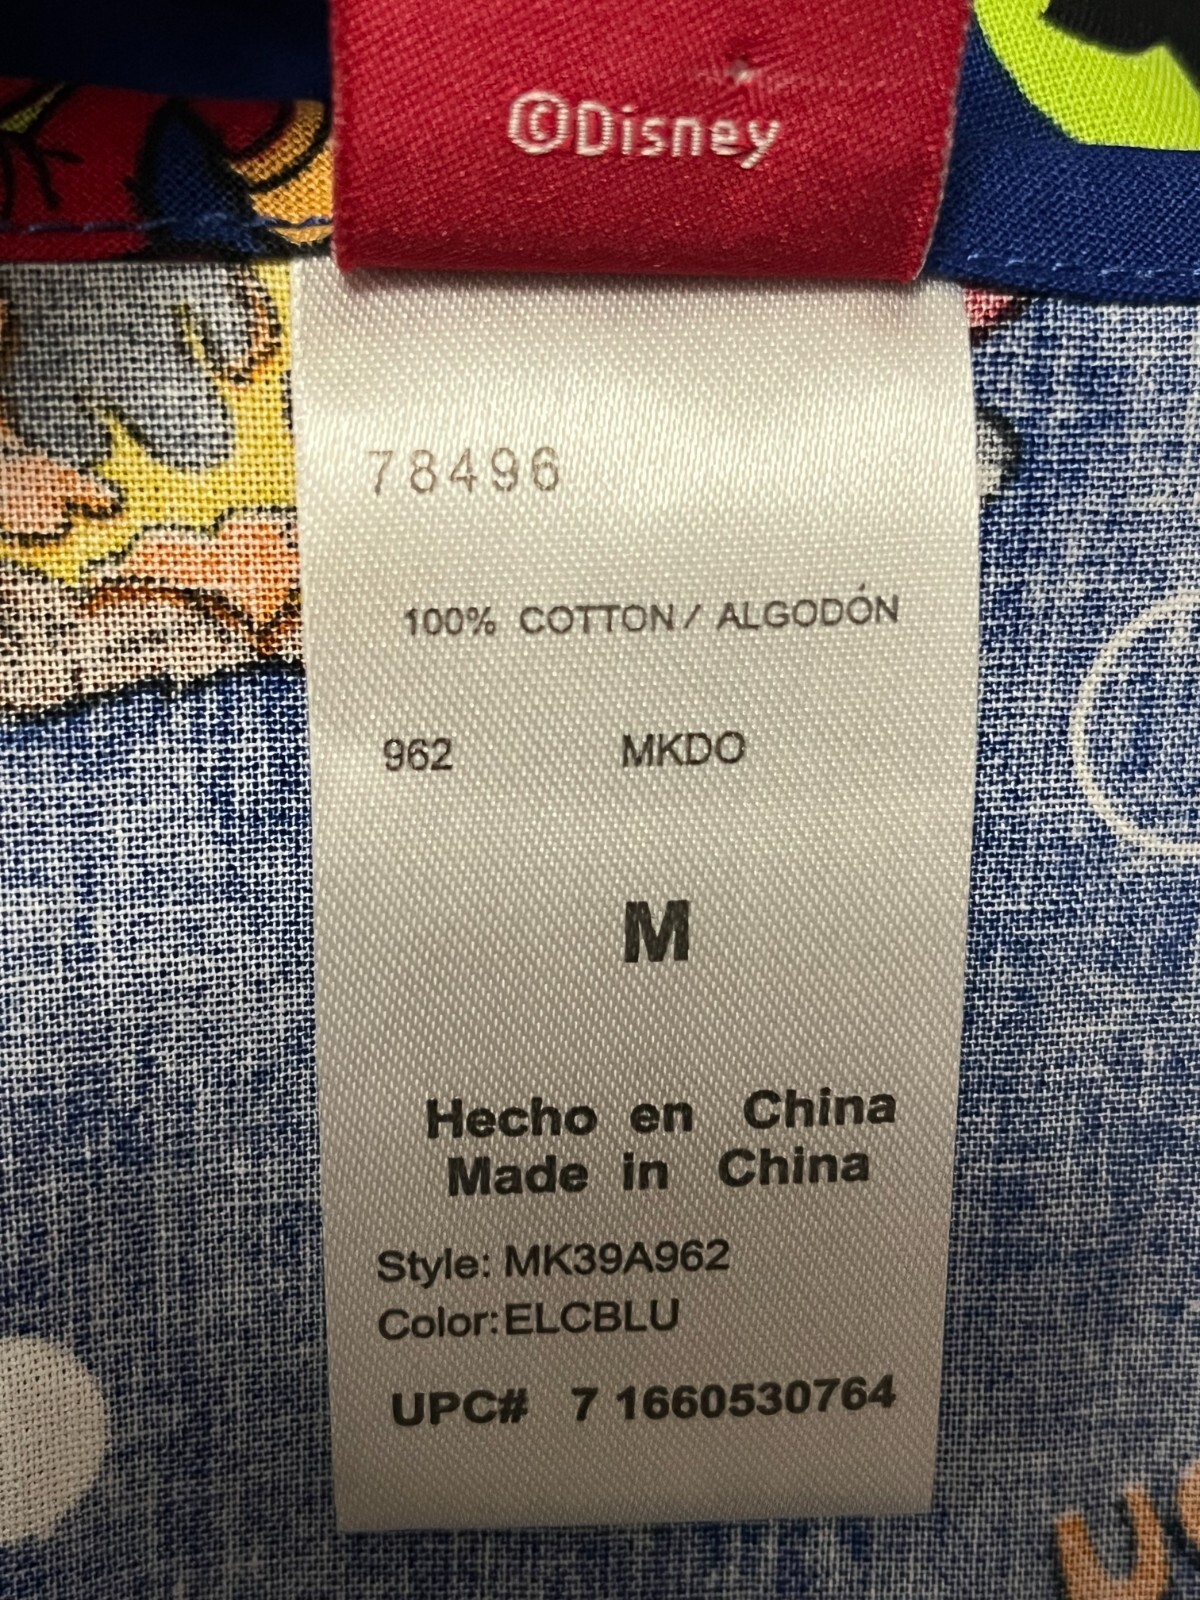 ©Disney
78496
100% COTTON/ ALGODÓN
962 MKDO
M
Hecho en China
Made in China
Style: MK39A962
Color:ELCBLU
UPC# 7 1660530764